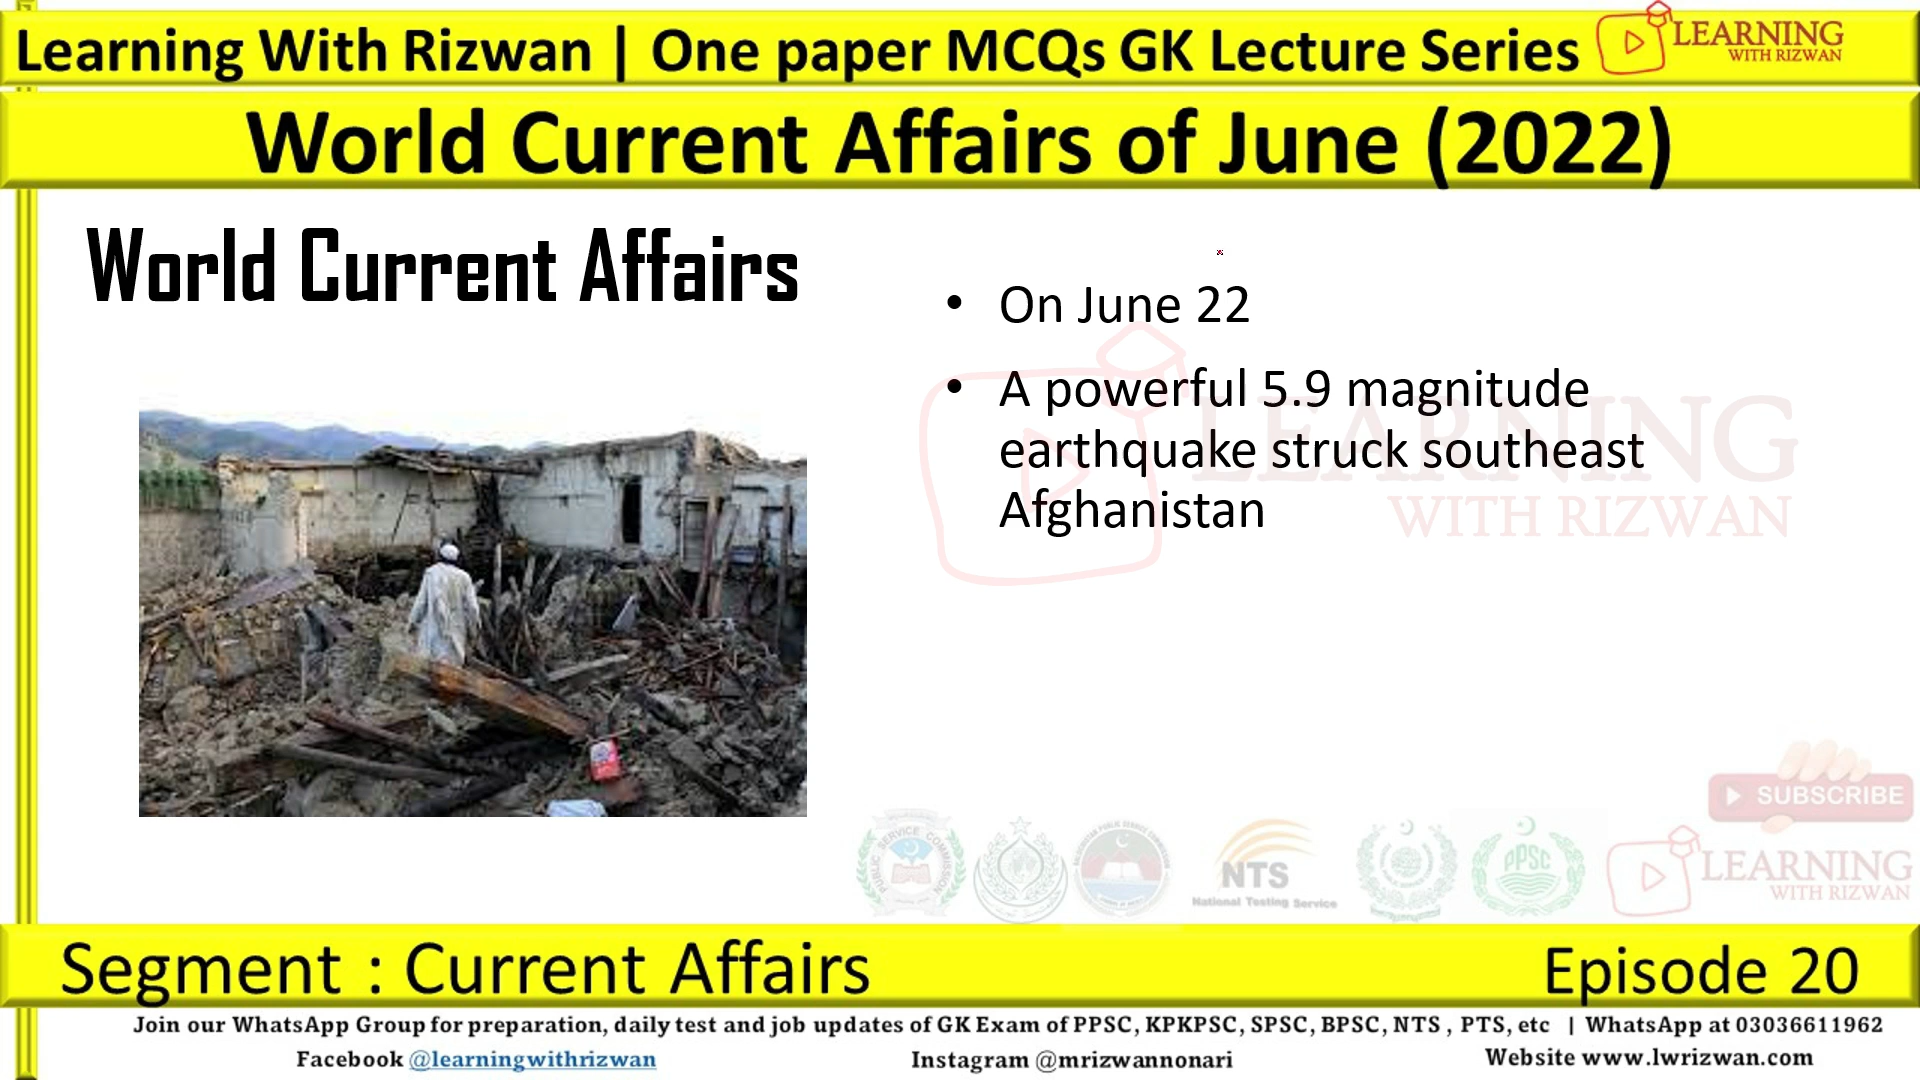 Learning With Rizwan | One paper MCQs GK Lecture Series
LEARNING
WITH RIZWAN
World Current Affairs of June (2022)
World Current Affairs
• On June 22
• A powerful 5.9 magnitude
earthquake struck southeast
Afghanistan
LEARNING
WITH RIZWAN
SUBSCRIBE
PUBLIC SERVICE COMMISSION
NTS
National Testing Service
PPSC
LEARNING
WITH RIZWAN
Segment : Current Affairs
Episode 20
Join our WhatsApp Group for preparation, daily test and job updates of GK Exam of PPSC, KPKPSC, SPSC, BPSC, NTS , PTS, etc | WhatsApp at 03036611962
Facebook @learningwithrizwan
Instagram @mrizwannonari
Website www.lwrizwan.com